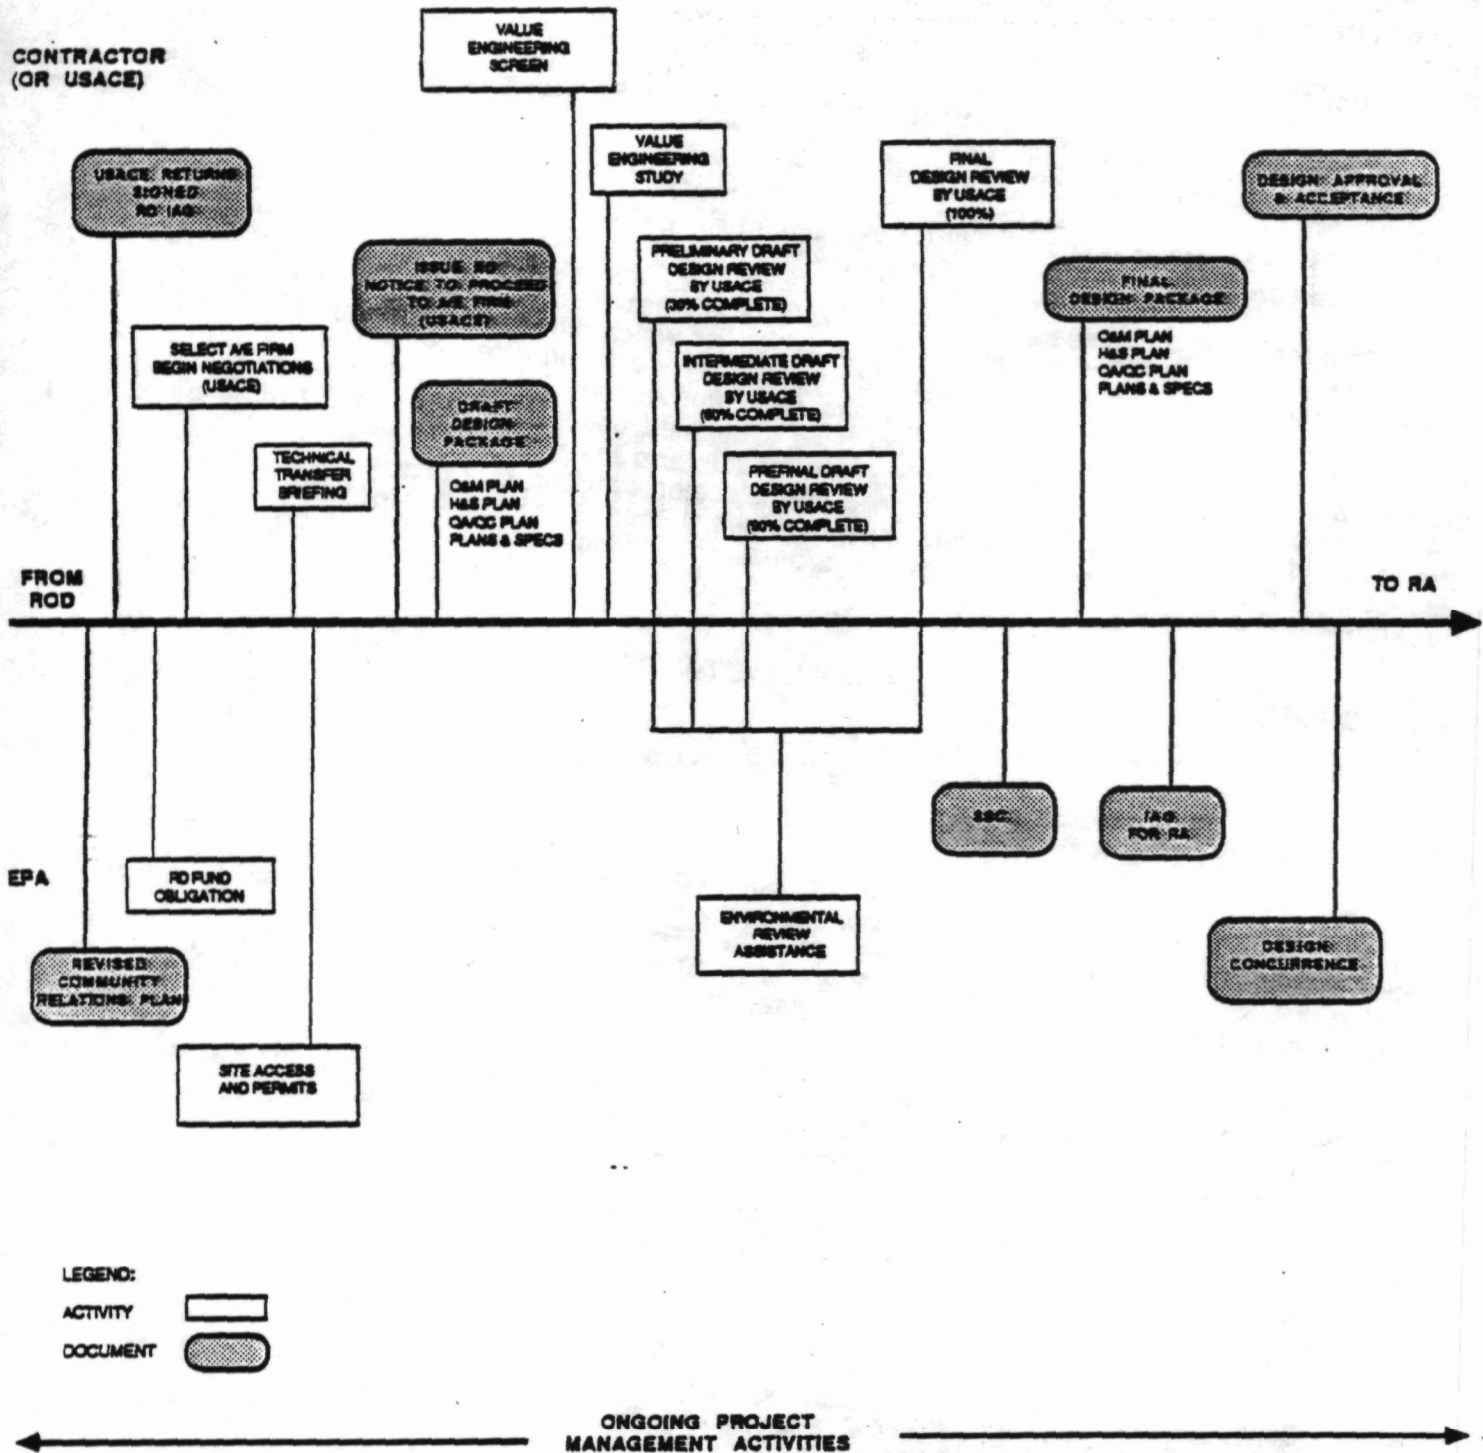 CONTRACTOR
(OR USACE)
VALUE
ENGINEERING
SCREEN
VALUE
ENGINEERING
STUDY
FINAL
DESIGN REVIEW
BY USACE
(100%)
USACE RETURNS
SIGNED
RD IAG
DESIGN APPROVAL
& ACCEPTANCE
ISSUE RD
NOTICE TO PROCEED
TO A/E FIRM
(USACE)
PRELIMINARY DRAFT
DESIGN REVIEW
BY USACE
(30% COMPLETE)
FINAL
DESIGN PACKAGE
O&M PLAN
H&S PLAN
QA/QC PLAN
PLANS & SPECS
SELECT A/E FIRM
BEGIN NEGOTIATIONS
(USACE)
INTERMEDIATE DRAFT
DESIGN REVIEW
BY USACE
(60% COMPLETE)
DRAFT
DESIGN
PACKAGE
O&M PLAN
H&S PLAN
QA/QC PLAN
PLANS & SPECS
TECHNICAL
TRANSFER
BRIEFING
PREFINAL DRAFT
DESIGN REVIEW
BY USACE
(90% COMPLETE)
FROM
ROD
TO RA
SSC
IAG
FOR RA
EPA
RD FUND
OBLIGATION
ENVIRONMENTAL
REVIEW
ASSISTANCE
DESIGN
CONCURRENCE
REVISED
COMMUNITY
RELATIONS PLAN
SITE ACCESS
AND PERMITS
LEGEND:
ACTIVITY
DOCUMENT
ONGOING PROJECT
MANAGEMENT ACTIVITIES